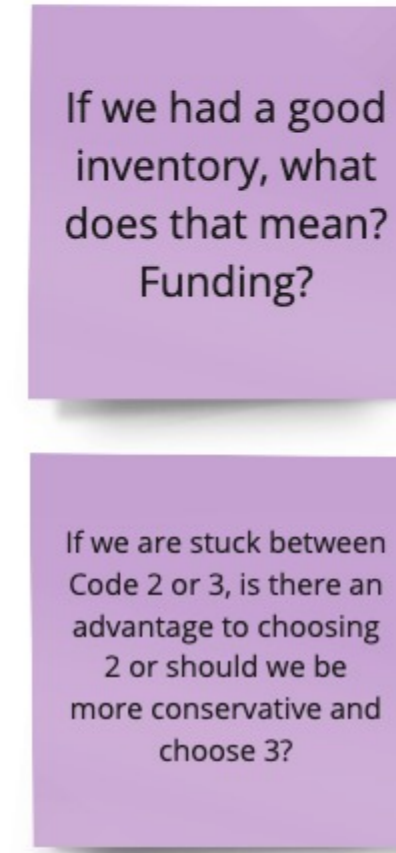 If we had a good
inventory, what
does that mean?
Funding?
If we are stuck between
Code 2 or 3, is there an
advantage to choosing
2 or should we be
more conservative and
choose 3?